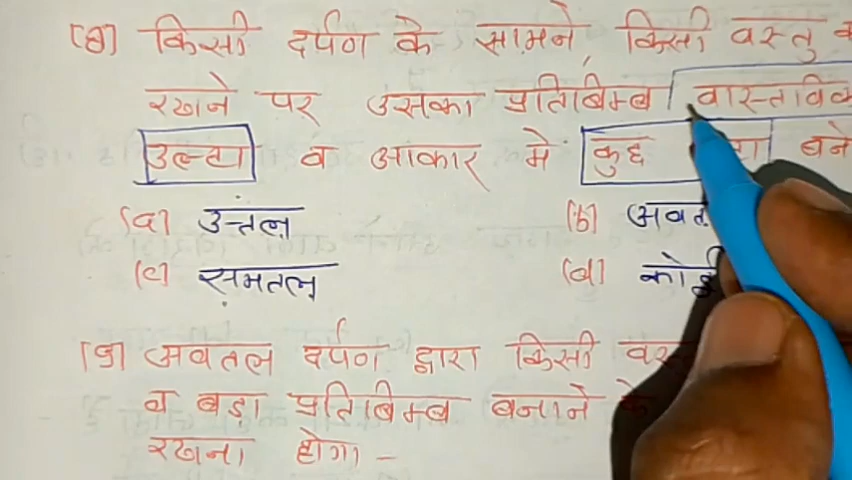 (8) किसी दर्पण के सामने, किसी वस्तु
रखने पर उसका प्रतिबिम्ब वास्तविक
उल्टा व आकार में कुछ बने
(a) उत्तल (b)
(c) समतल (d) कोई
(9) अवतल दर्पण द्वारा किसी
व बड़ा प्रतिबिम्ब बनाने के
रखना होगा -